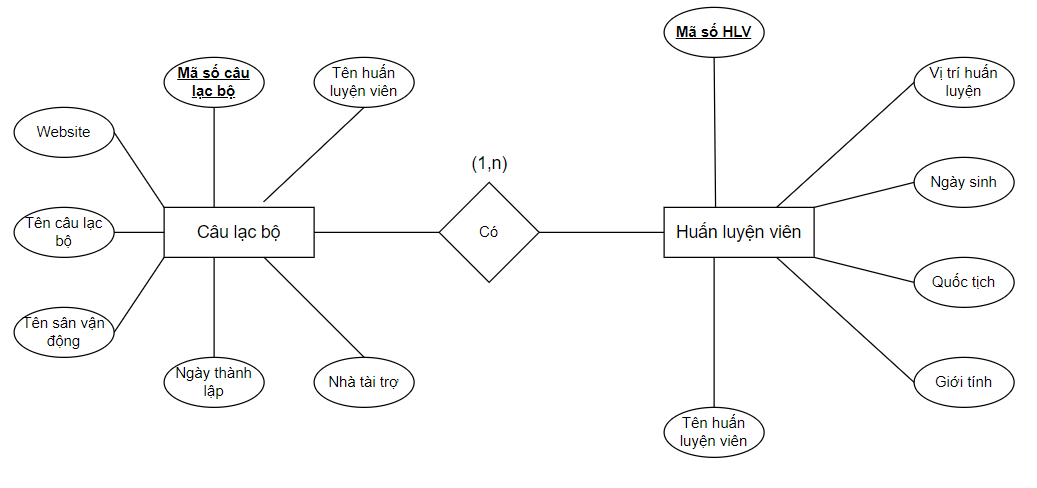 Mã số HLV
Mã số câu
lạc bộ
Tên huấn
luyện viên
Vị trí huấn
luyện
Website
(1,n)
Ngày sinh
Tên câu lạc
bộ
Câu lạc bộ
Có
Huấn luyện viên
Quốc tịch
Tên sân vận
động
Ngày thành
lập
Nhà tài trợ
Giới tính
Tên huấn
luyện viên